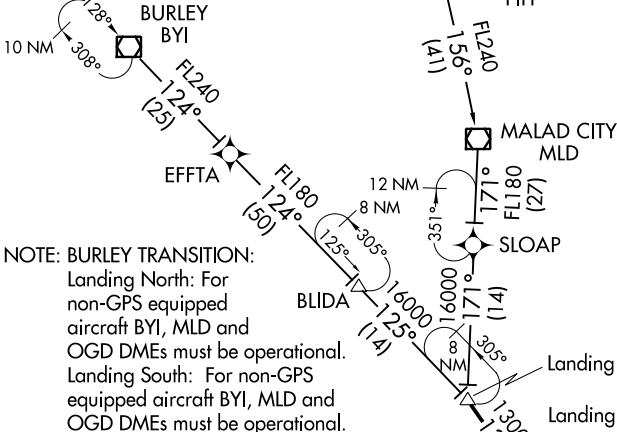 BURLEY
BYI
10 NM
128°
308°
FL240
124°
(25)
EFFTA
FL180
124°
(50)
FL240
156°
(41)
MALAD CITY
MLD
12 NM
351°
171°
FL180
(27)
SLOAP
8 NM
125°
305°
BLIDA
16000
125°
(14)
16000
171°
(14)
8
NM
305°
Landing
Landing
NOTE: BURLEY TRANSITION:
Landing North: For
non-GPS equipped
aircraft BYI, MLD and
OGD DMEs must be operational.
Landing South: For non-GPS
equipped aircraft BYI, MLD and
OGD DMEs must be operational.